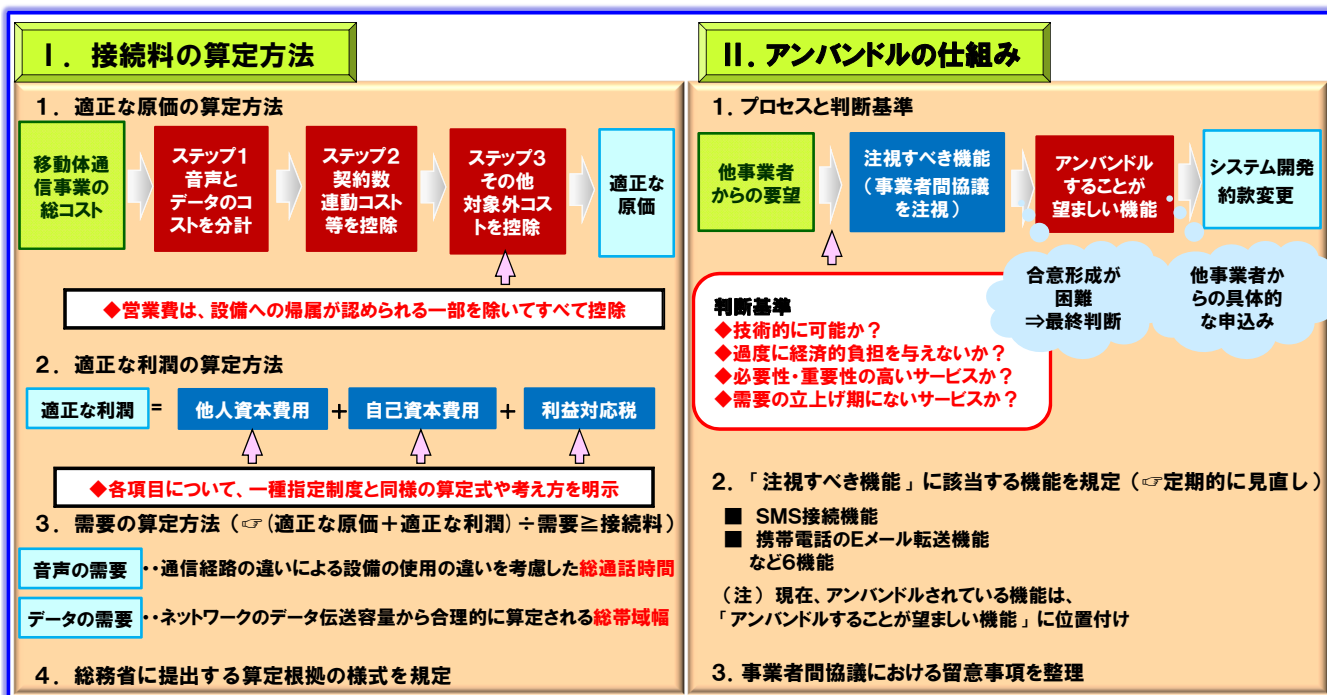 Ⅰ．接続料の算定方法
１．適正な原価の算定方法
移動体通
信事業の
総コスト
ステップ1
音声と
データのコ
ストを分計
ステップ2
契約数
連動コスト
等を控除
ステップ3
その他
対象外コス
トを控除
適正な
原価
◆営業費は、設備への帰属が認められる一部を除いてすべて控除
２．適正な利潤の算定方法
適正な利潤 = 他人資本費用 + 自己資本費用 + 利益対応税
◆各項目について、一種指定制度と同様の算定式や考え方を明示
３．需要の算定方法（☞（適正な原価＋適正な利潤）÷需要≧接続料）
音声の需要 ・・通信経路の違いによる設備の使用の違いを考慮した総通話時間
データの需要 ・・ネットワークのデータ伝送容量から合理的に算定される総帯域幅
４．総務省に提出する算定根拠の様式を規定
II．アンバンドルの仕組み
１．プロセスと判断基準
他事業者
からの要望
注視すべき機能
（事業者間協議
を注視）
アンバンドル
することが
望ましい機能
システム開発
約款変更
合意形成が
困難
⇒最終判断
他事業者か
らの具体的
な申込み
判断基準
◆技術的に可能か？
◆過度に経済的負担を与えないか？
◆必要性・重要性の高いサービスか？
◆需要の立上げ期にないサービスか？
２．「注視すべき機能」に該当する機能を規定（☞定期的に見直し）
■ SMS接続機能
■ 携帯電話のEメール転送機能
など6機能
（注）現在、アンバンドルされている機能は、
「アンバンドルすることが望ましい機能」に位置付け
３．事業者間協議における留意事項を整理